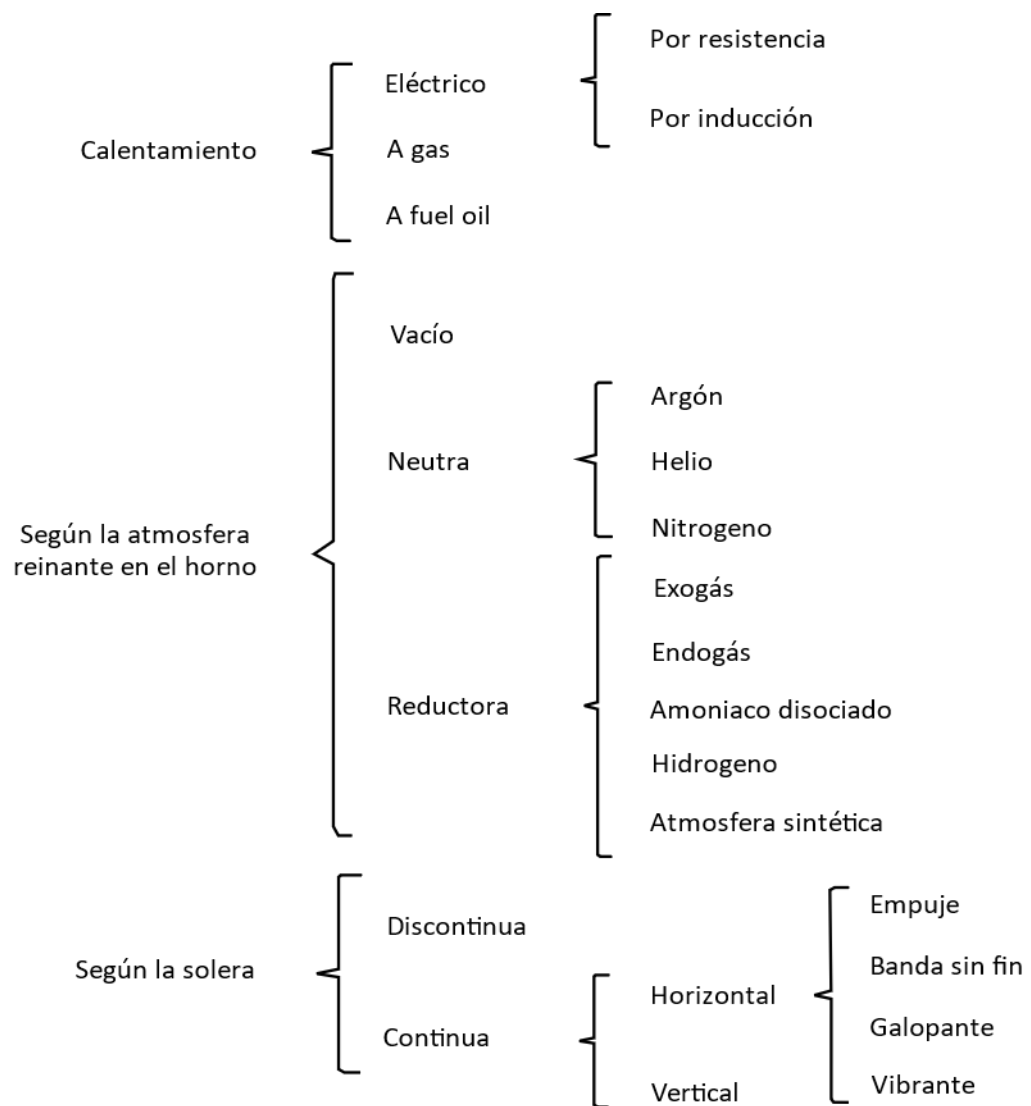 Calentamiento
Eléctrico
Por resistencia
Por inducción
A gas
A fuel oil
Según la atmosfera
reinante en el horno
Vacío
Neutra
Argón
Helio
Nitrogeno
Reductora
Exogás
Endogás
Amoniaco disociado
Hidrogeno
Atmosfera sintética
Según la solera
Discontinua
Continua
Horizontal
Empuje
Banda sin fin
Galopante
Vibrante
Vertical